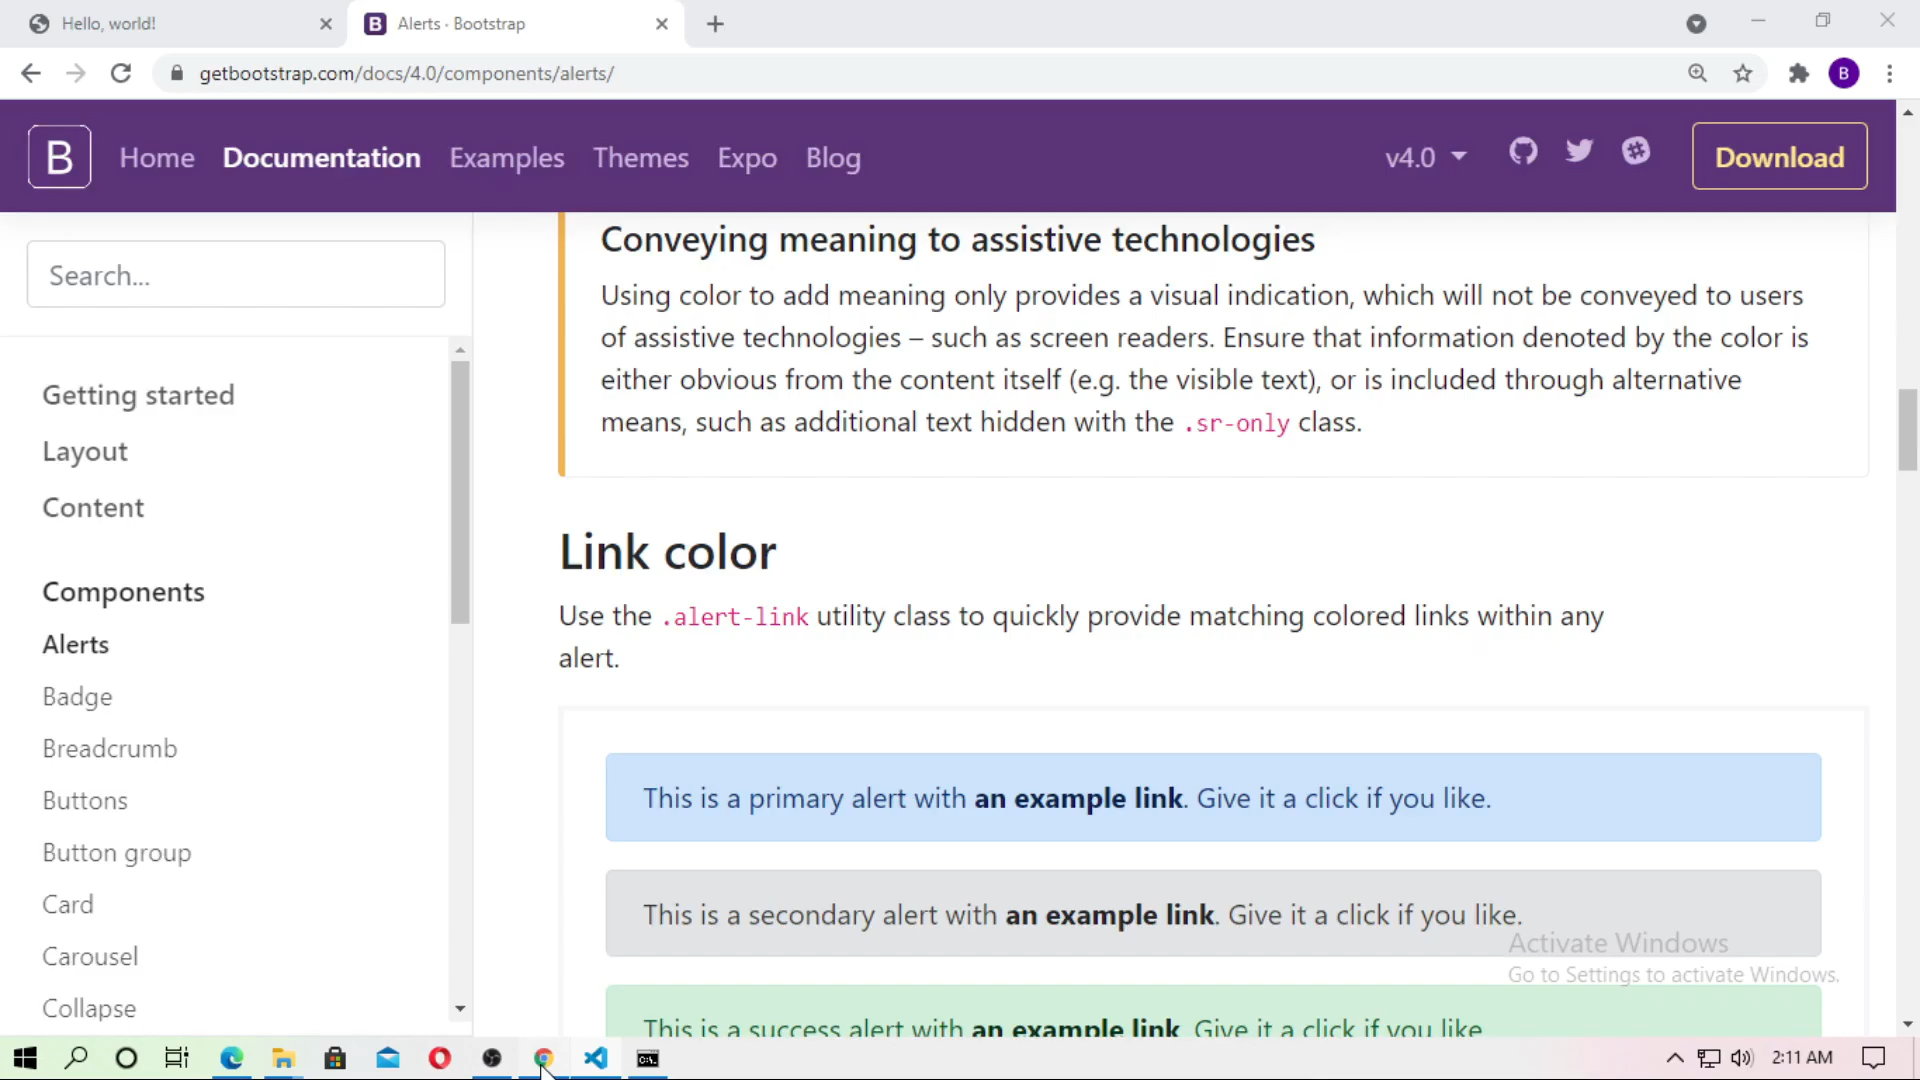 Hello, world!
Alerts · Bootstrap
getbootstrap.com/docs/4.0/components/alerts/
B
B
Home
Documentation
Examples
Themes
Expo
Blog
v4.0
Download
Search...
Getting started
Layout
Content
Components
Alerts
Badge
Breadcrumb
Buttons
Button group
Card
Carousel
Collapse
Conveying meaning to assistive technologies
Using color to add meaning only provides a visual indication, which will not be conveyed to users
of assistive technologies – such as screen readers. Ensure that information denoted by the color is
either obvious from the content itself (e.g. the visible text), or is included through alternative
means, such as additional text hidden with the .sr-only class.
Link color
Use the .alert-link utility class to quickly provide matching colored links within any
alert.
This is a primary alert with an example link. Give it a click if you like.
This is a secondary alert with an example link. Give it a click if you like.
This is a success alert with an example link. Give it a click if you like.
Activate Windows
Go to Settings to activate Windows.
2:11 AM